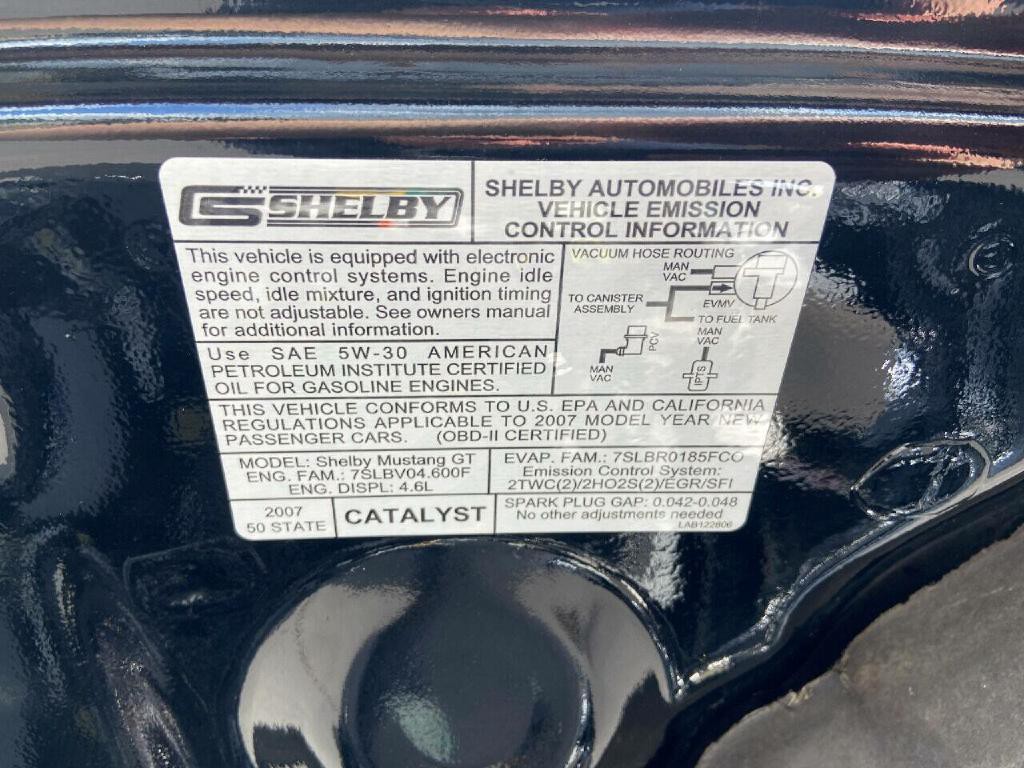 CS SHELBY
SHELBY AUTOMOBILES INC.
VEHICLE EMISSION
CONTROL INFORMATION
This vehicle is equipped with electronic
engine control systems. Engine idle
speed, idle mixture, and ignition timing
are not adjustable. See owners manual
for additional information.
Use SAE 5W-30 AMERICAN
PETROLEUM INSTITUTE CERTIFIED
OIL FOR GASOLINE ENGINES.
VACUUM HOSE ROUTING
MAN
VAC
TO CANISTER
ASSEMBLY
EVMV
TO FUEL TANK
MAN
VAC
PCV
MAN
VAC
PTS
THIS VEHICLE CONFORMS TO U.S. EPA AND CALIFORNIA
REGULATIONS APPLICABLE TO 2007 MODEL YEAR NEW
PASSENGER CARS. (OBD-II CERTIFIED)
MODEL: Shelby Mustang GT
ENG. FAM.: 7SLBV04.600F
ENG. DISPL: 4.6L
EVAP. FAM.: 7SLBR0185FCO
Emission Control System:
2TWC(2)/2HO2S(2)/EGR/SFI
2007
50 STATE
CATALYST
SPARK PLUG GAP: 0.042-0.048
No other adjustments needed
LAB122806